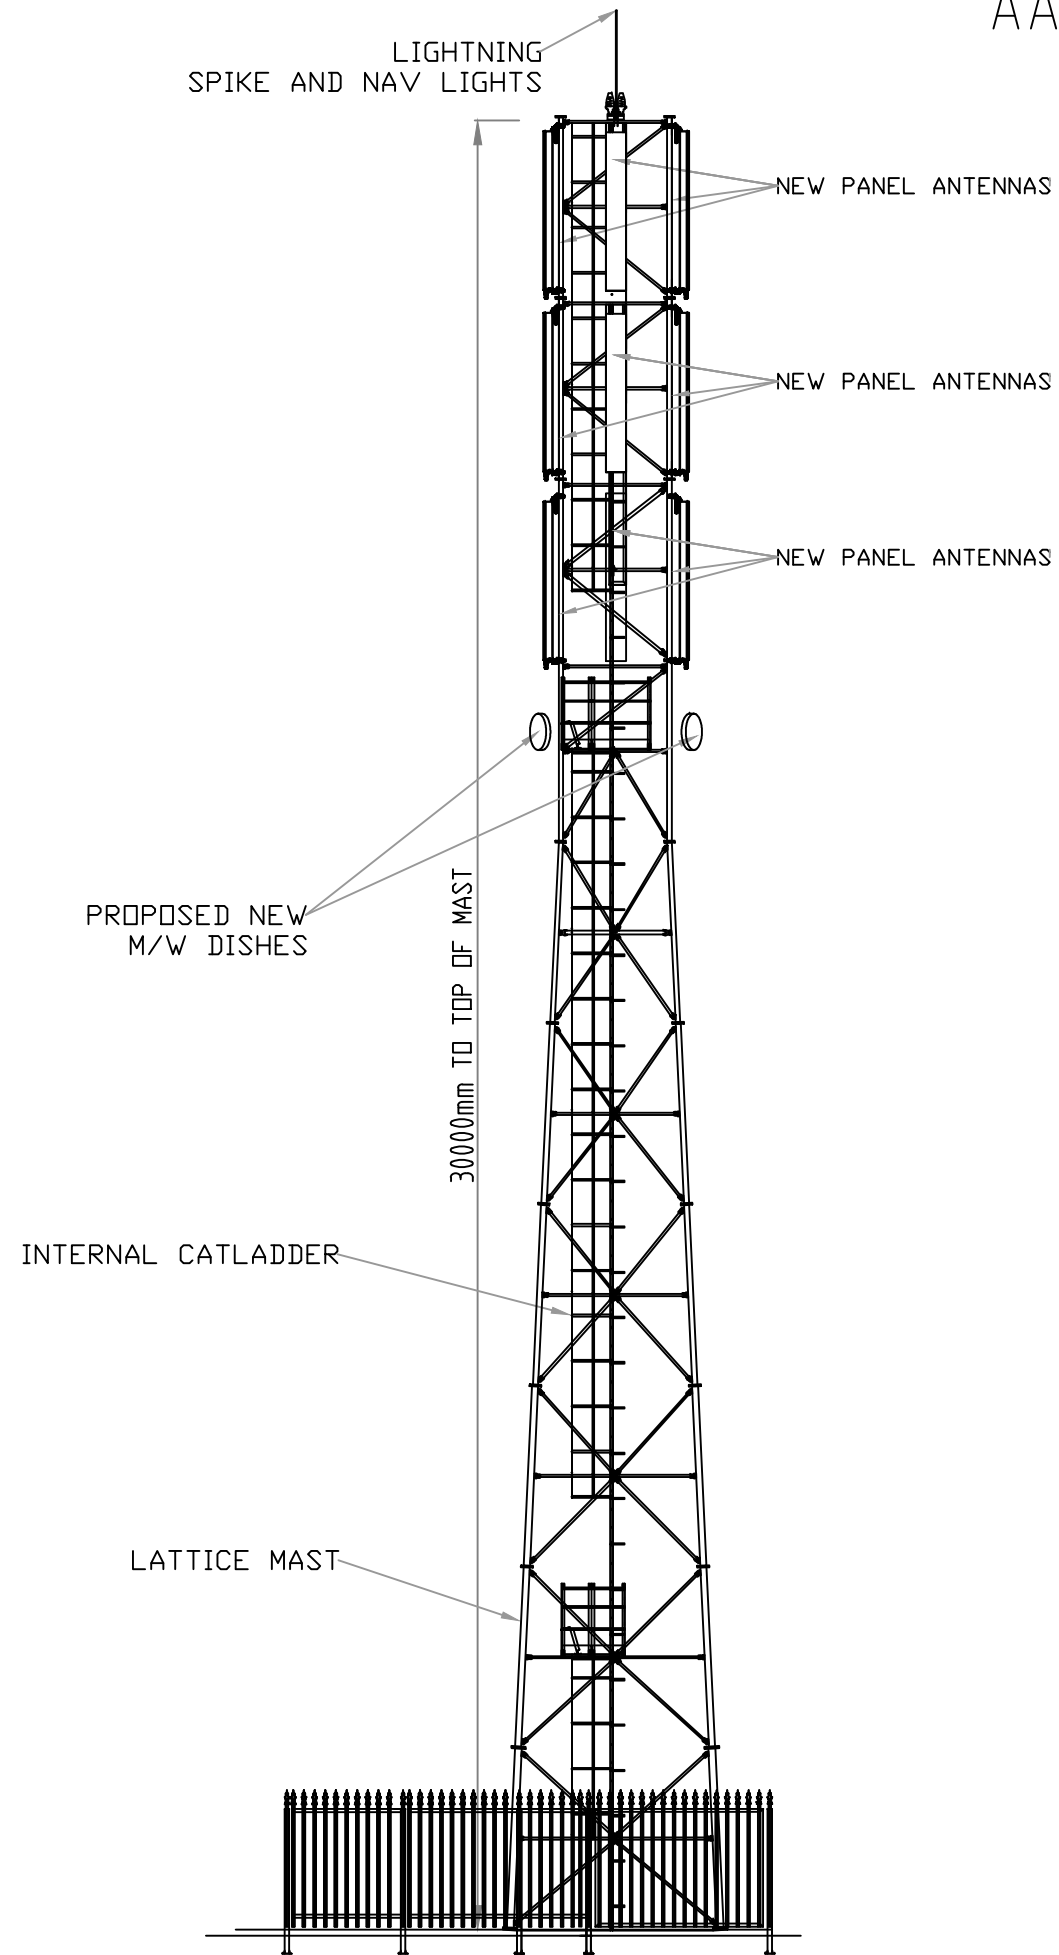 AA
LIGHTNING
SPIKE AND NAV LIGHTS
NEW PANEL ANTENNAS
NEW PANEL ANTENNAS
NEW PANEL ANTENNAS
PROPOSED NEW
M/W DISHES
30000mm TO TOP OF MAST
INTERNAL CATLADDER
LATTICE MAST